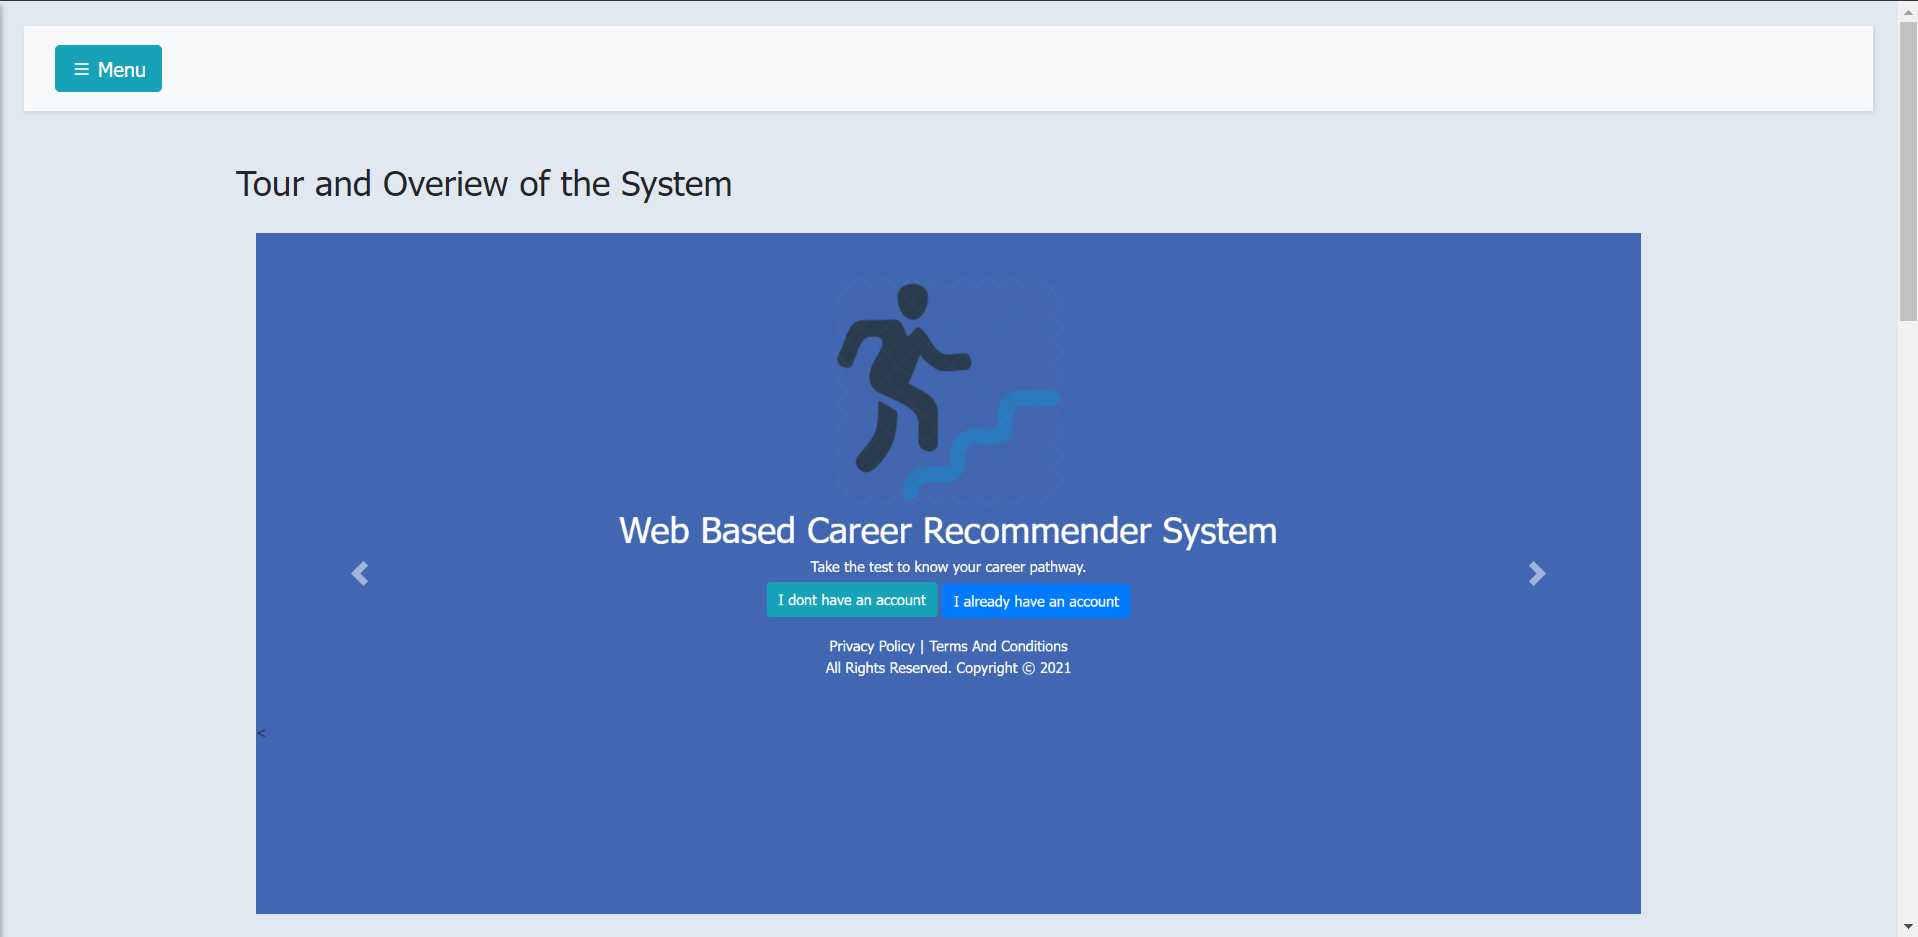 Menu
Tour and Overiew of the System
Web Based Career Recommender System
Take the test to know your career pathway.
I dont have an account I already have an account
Privacy Policy | Terms And Conditions
All Rights Reserved. Copyright © 2021
<